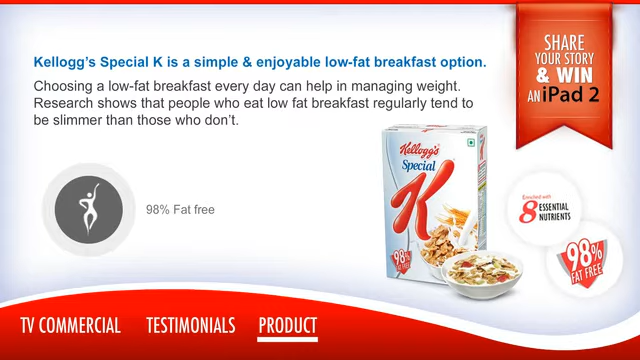 SHARE
YOUR STORY
& WIN
AN iPad 2
Kellogg's Special K is a simple & enjoyable low-fat breakfast option.
Choosing a low-fat breakfast every day can help in managing weight.
Research shows that people who eat low fat breakfast regularly tend to
be slimmer than those who don't.
98% Fat free
Kellogg's
Special
K
98%
FAT FREE
Enriched with
8 ESSENTIAL
NUTRIENTS
98%
FAT FREE
TV COMMERCIAL TESTIMONIALS PRODUCT